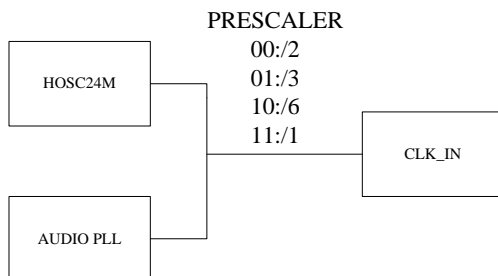 PRESCALER
00:/2
01:/3
10:/6
11:/1
HOSC24M
CLK_IN
AUDIO PLL